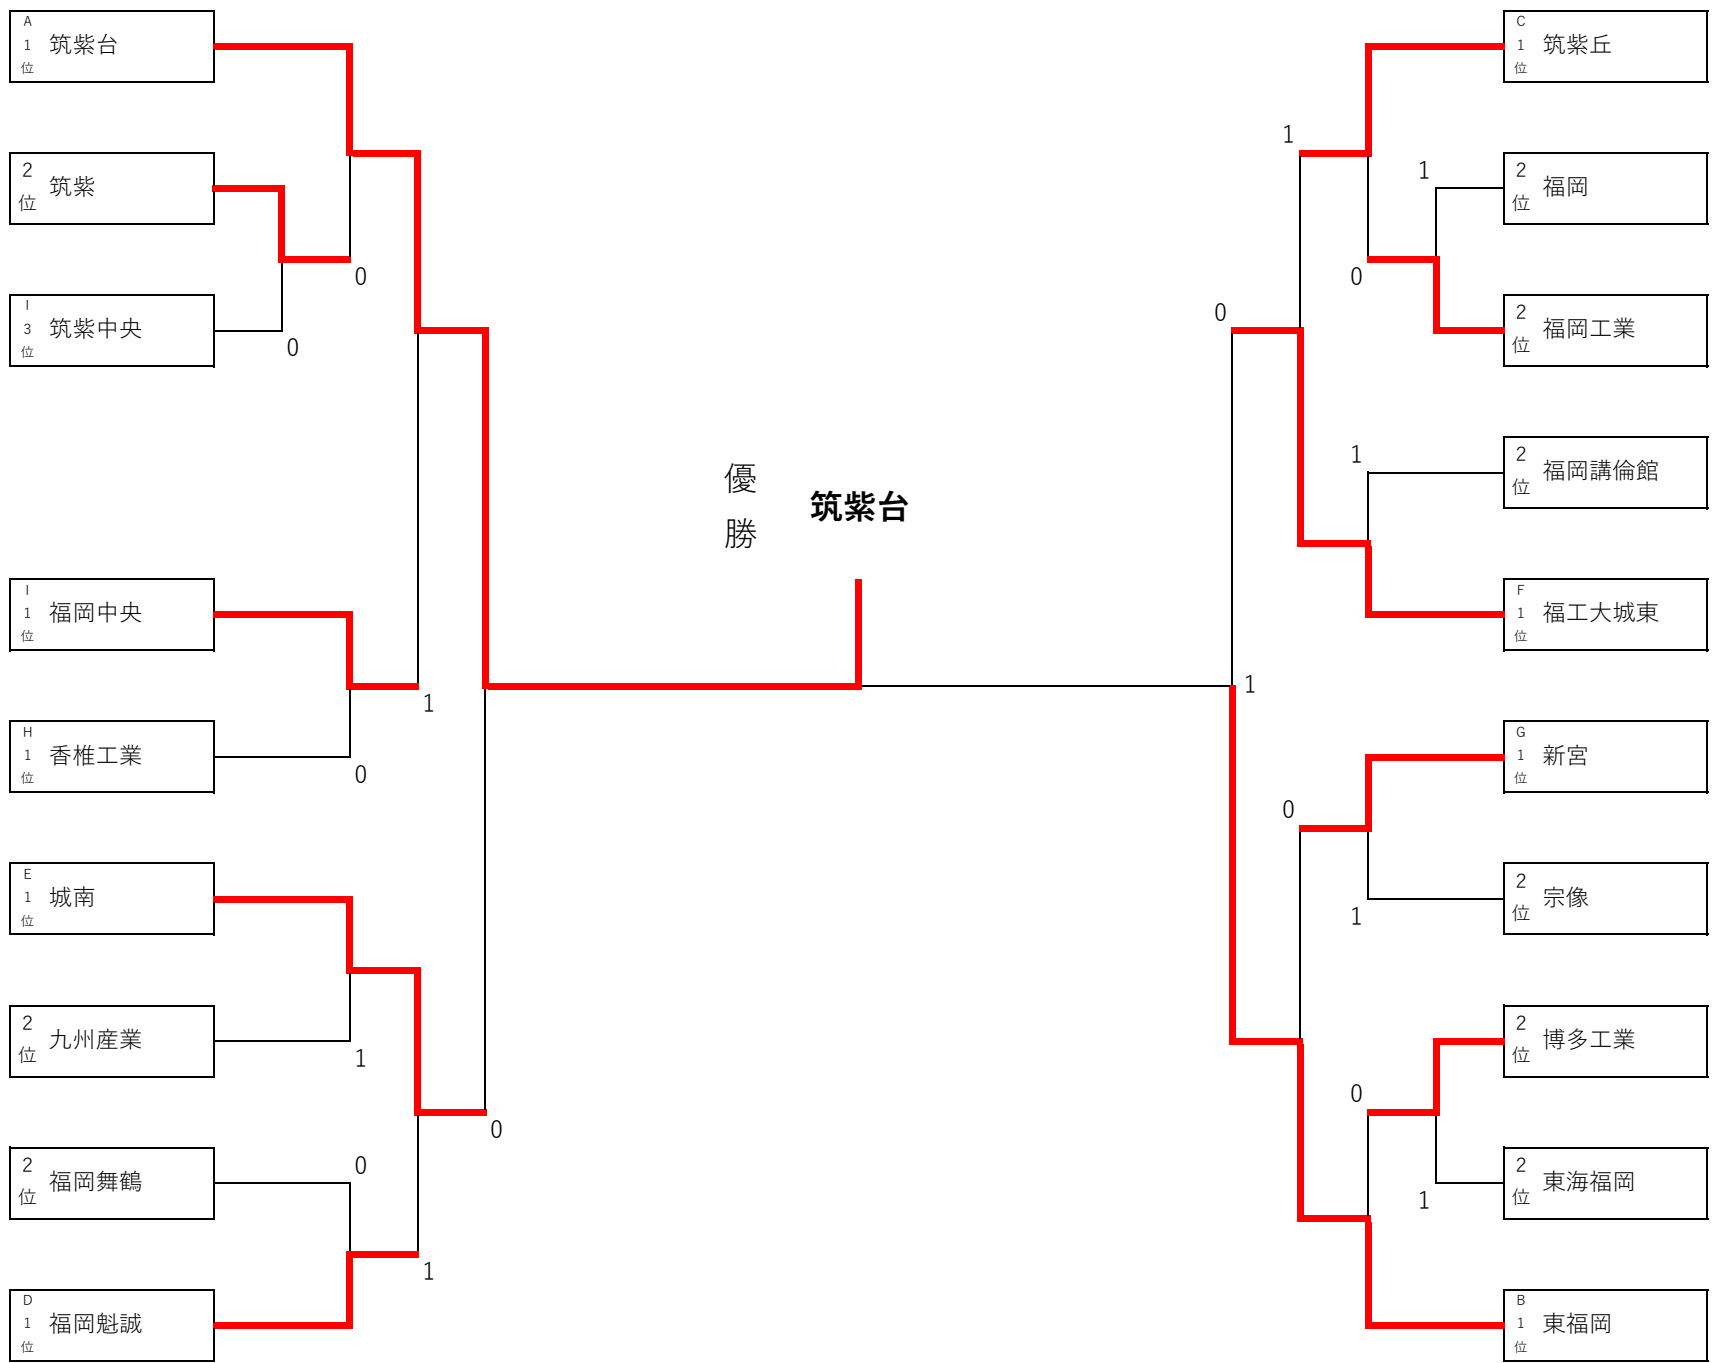 A
1
位
筑紫台
2
位
筑紫
0
I
3
位
筑紫中央
0
I
1
位
福岡中央
1
H
1
位
香椎工業
0
E
1
位
城南
2
位
九州産業
1
0
2
位
福岡舞鶴
0
D
1
位
福岡魁誠
1
優
勝
筑紫台
C
1
位
筑紫丘
1
2
位
福岡
1
0
2
位
福岡工業
0
2
位
福岡講倫館
1
F
1
位
福工大城東
1
G
1
位
新宮
0
2
位
宗像
1
2
位
博多工業
0
2
位
東海福岡
1
B
1
位
東福岡